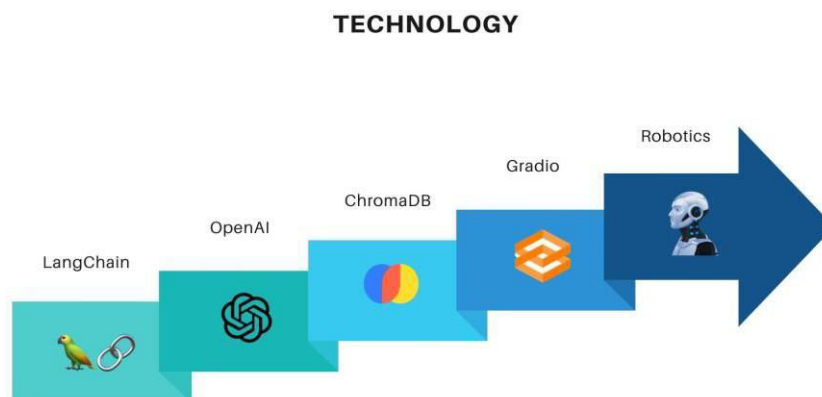 TECHNOLOGY
LangChain
OpenAI
ChromaDB
Gradio
Robotics